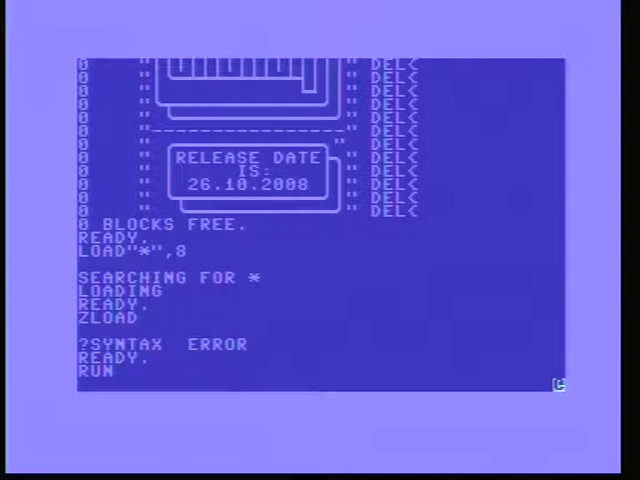 0 " " DEL<
0 " " DEL<
0 " " DEL<
0 " " DEL<
0 " " DEL<
0 "----------------" DEL<
0 " " DEL<
0 " RELEASE DATE " DEL<
0 " IS: " DEL<
0 " 26.10.2008 " DEL<
0 " " DEL<
0 " " DEL<
0 BLOCKS FREE.
READY.
LOAD"*",8
SEARCHING FOR *
LOADING
READY.
ZLOAD
?SYNTAX ERROR
READY.
RUN